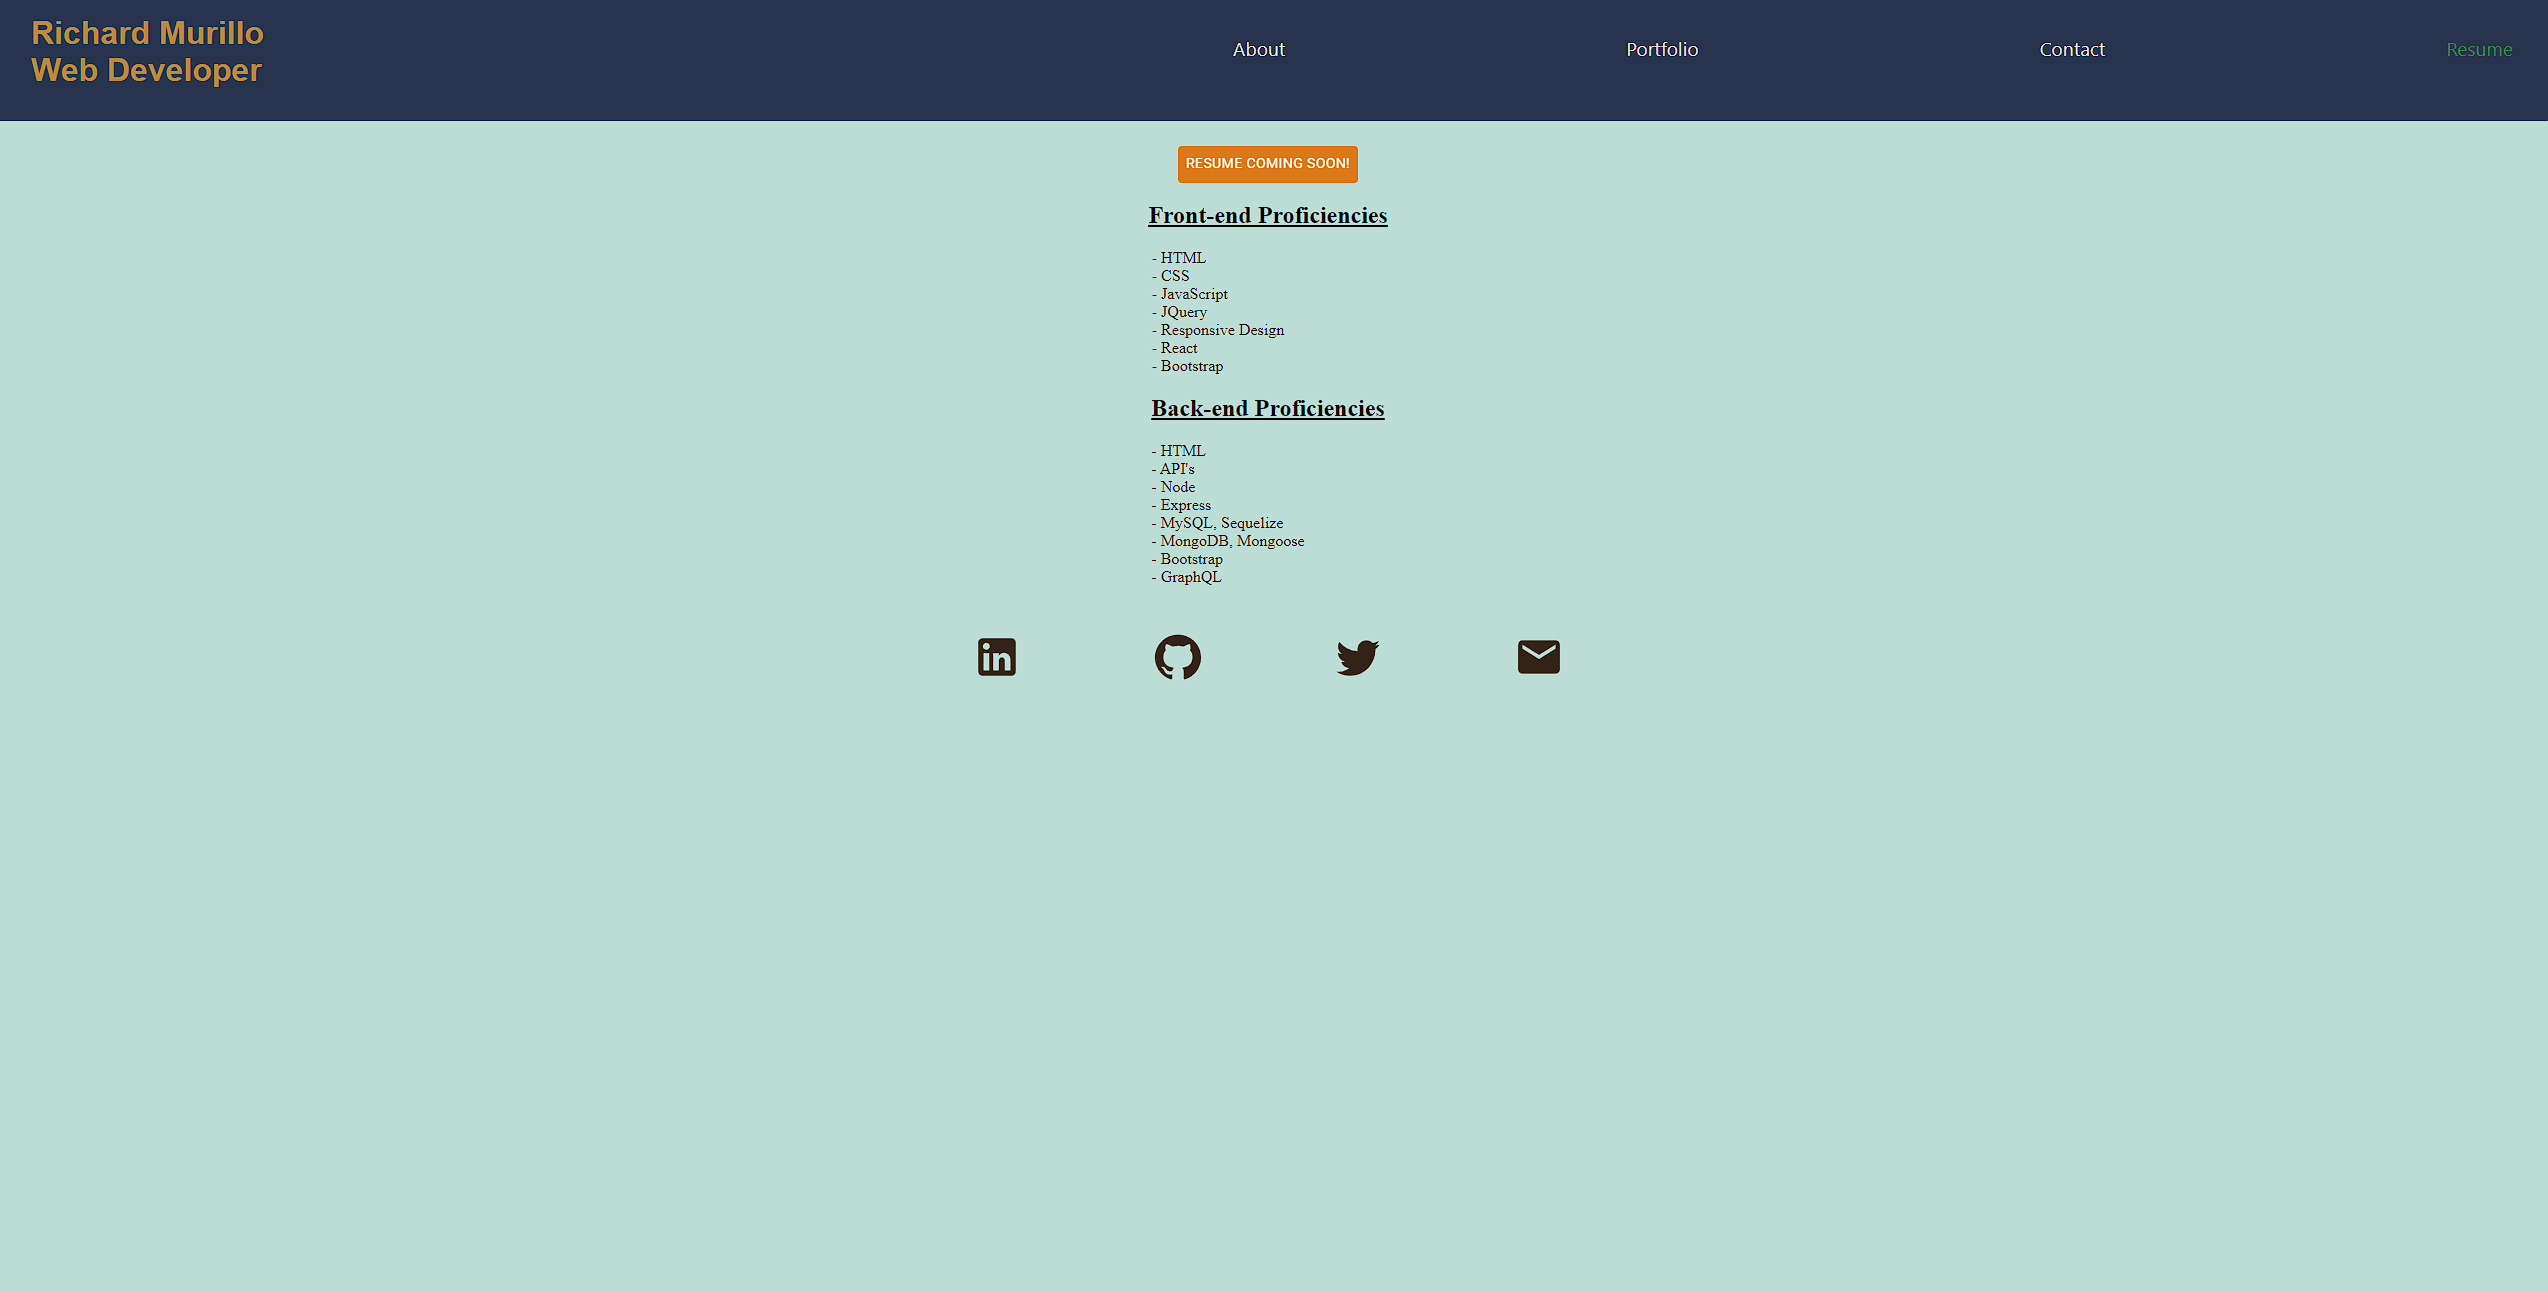 Richard Murillo
Web Developer
About
Portfolio
Contact
Resume
RESUME COMING SOON!
Front-end Proficiencies
- HTML
- CSS
- JavaScript
- JQuery
- Responsive Design
- React
- Bootstrap
Back-end Proficiencies
- HTML
- API's
- Node
- Express
- MySQL, Sequelize
- MongoDB, Mongoose
- Bootstrap
- GraphQL
in